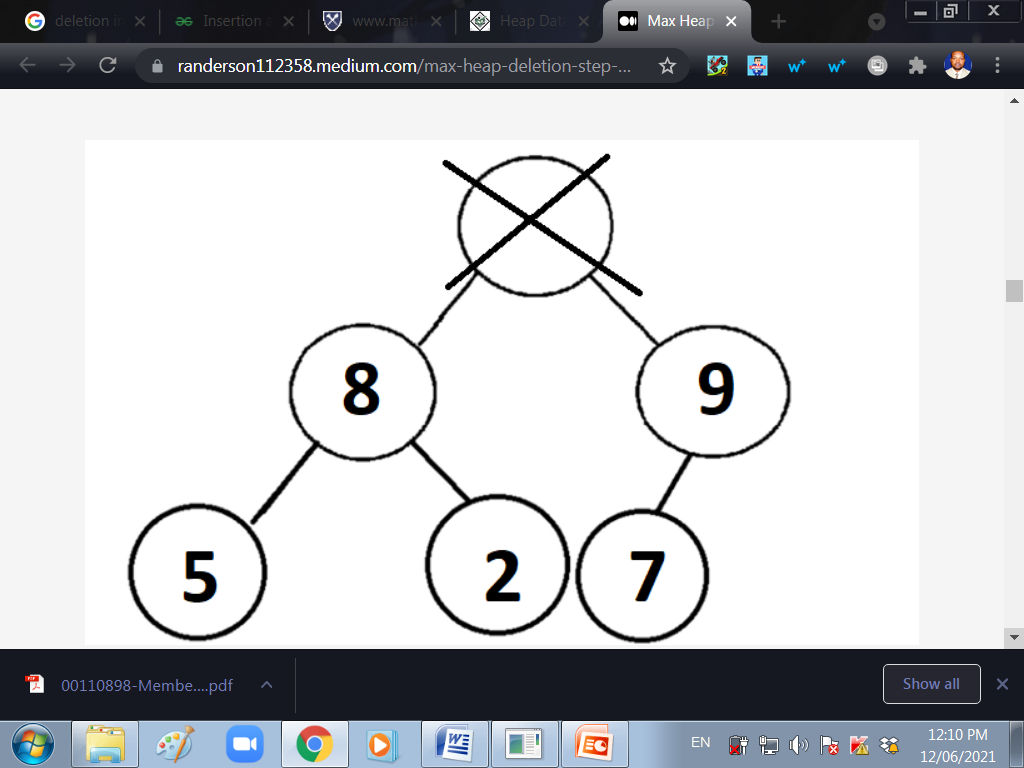 deletion in
Insertion a
www.mat
Heap Dat
Max Heap
randerson112358.medium.com/max-heap-deletion-step-...
8
9
5
2
7
00110898-Membe....pdf
Show all
EN
12:10 PM
12/06/2021